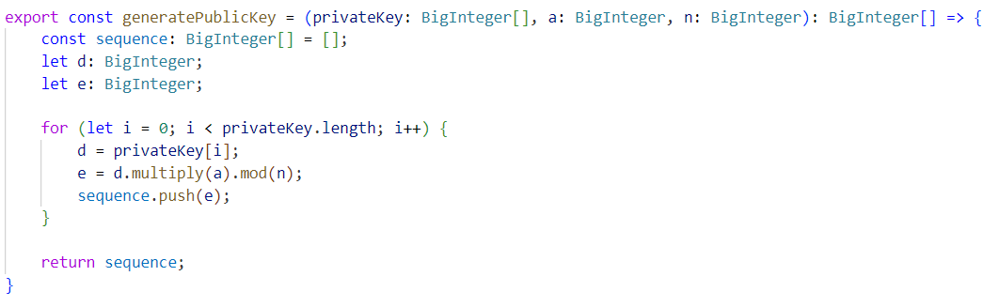 export const generatePublicKey = (privateKey: BigInteger[], a: BigInteger, n: BigInteger): BigInteger[] => {
    const sequence: BigInteger[] = [];
    let d: BigInteger;
    let e: BigInteger;

    for (let i = 0; i < privateKey.length; i++) {
        d = privateKey[i];
        e = d.multiply(a).mod(n);
        sequence.push(e);
    }

    return sequence;
}